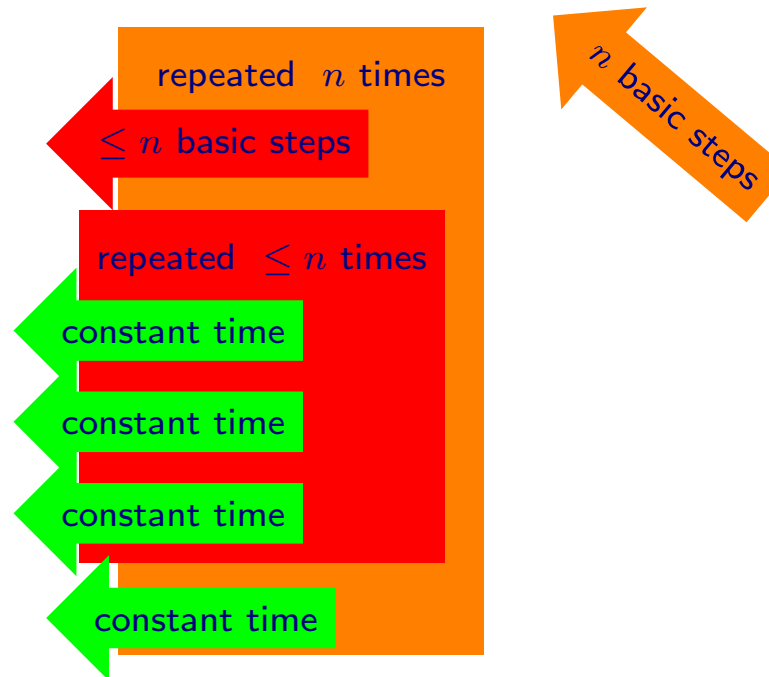 repeated n times
n basic steps
≤ n basic steps
repeated ≤ n times
constant time
constant time
constant time
constant time